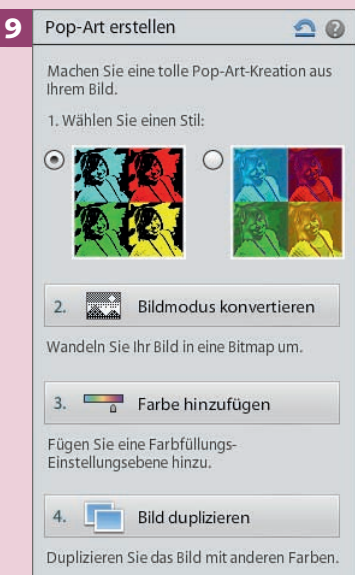 9
Pop-Art erstellen
Machen Sie eine tolle Pop-Art-Kreation aus
Ihrem Bild.
1. Wählen Sie einen Stil:
2. Bildmodus konvertieren
Wandeln Sie Ihr Bild in eine Bitmap um.
3. Farbe hinzufügen
Fügen Sie eine Farbfüllungs-
Einstellungsebene hinzu.
4. Bild duplizieren
Duplizieren Sie das Bild mit anderen Farben.